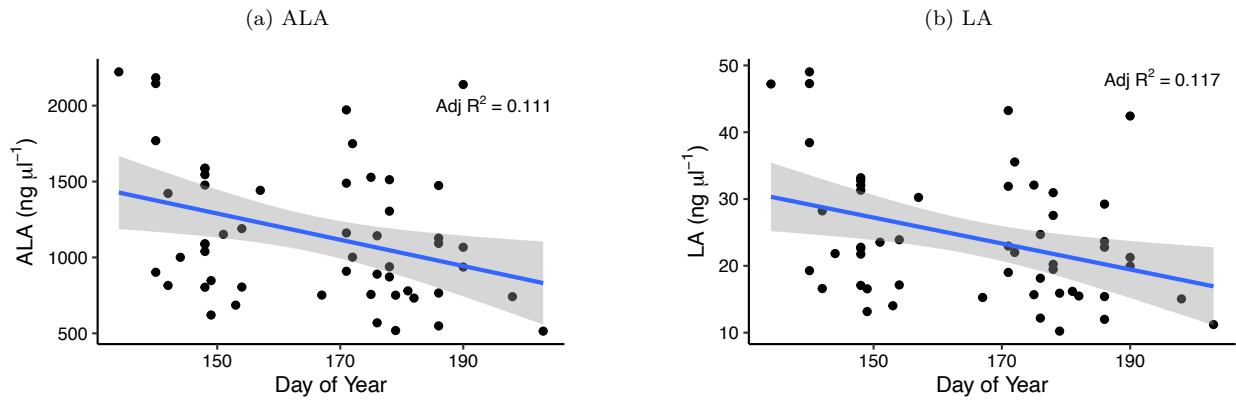 (a) ALA
2000
1500
1000
500
150
170
190
ALA (ng μl⁻¹)
Day of Year
Adj R² = 0.111
(b) LA
50
40
30
20
10
150
170
190
LA (ng μl⁻¹)
Day of Year
Adj R² = 0.117